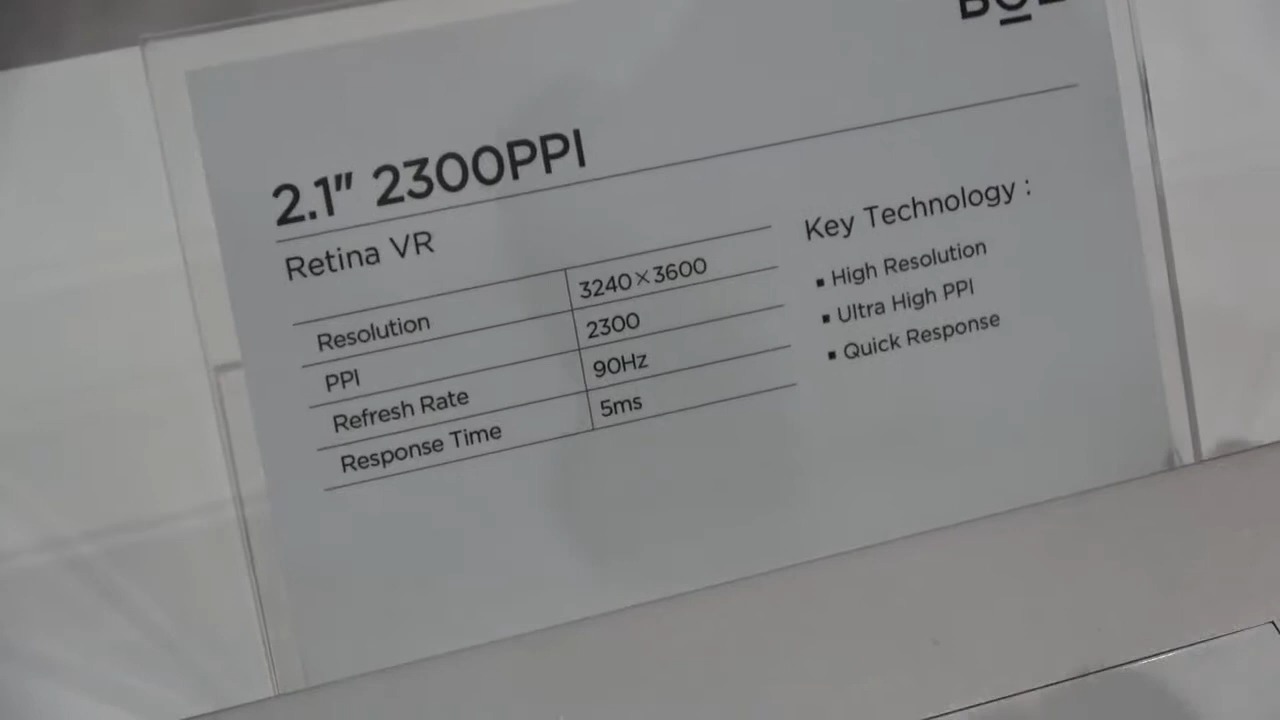 BOE
2.1" 2300PPI
Retina VR
Resolution 3240×3600
PPI 2300
Refresh Rate 90Hz
Response Time 5ms
Key Technology :
▪ High Resolution
▪ Ultra High PPI
▪ Quick Response